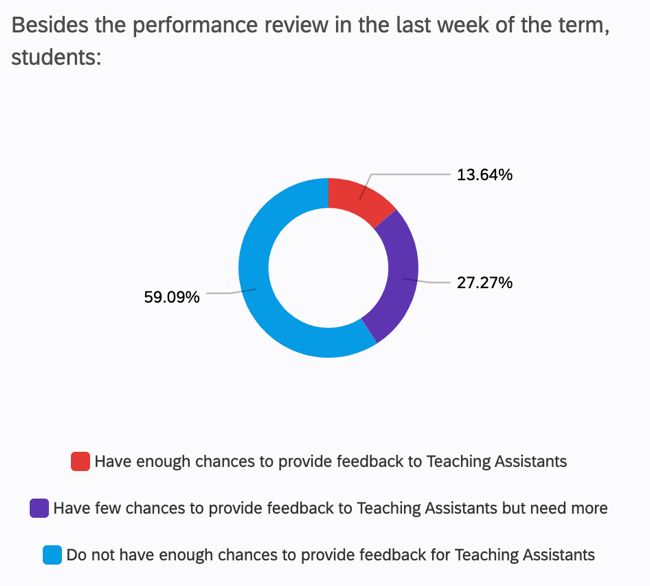 Besides the performance review in the last week of the term,
students:
13.64%
27.27%
59.09%
Have enough chances to provide feedback to Teaching Assistants
Have few chances to provide feedback to Teaching Assistants but need more
Do not have enough chances to provide feedback for Teaching Assistants